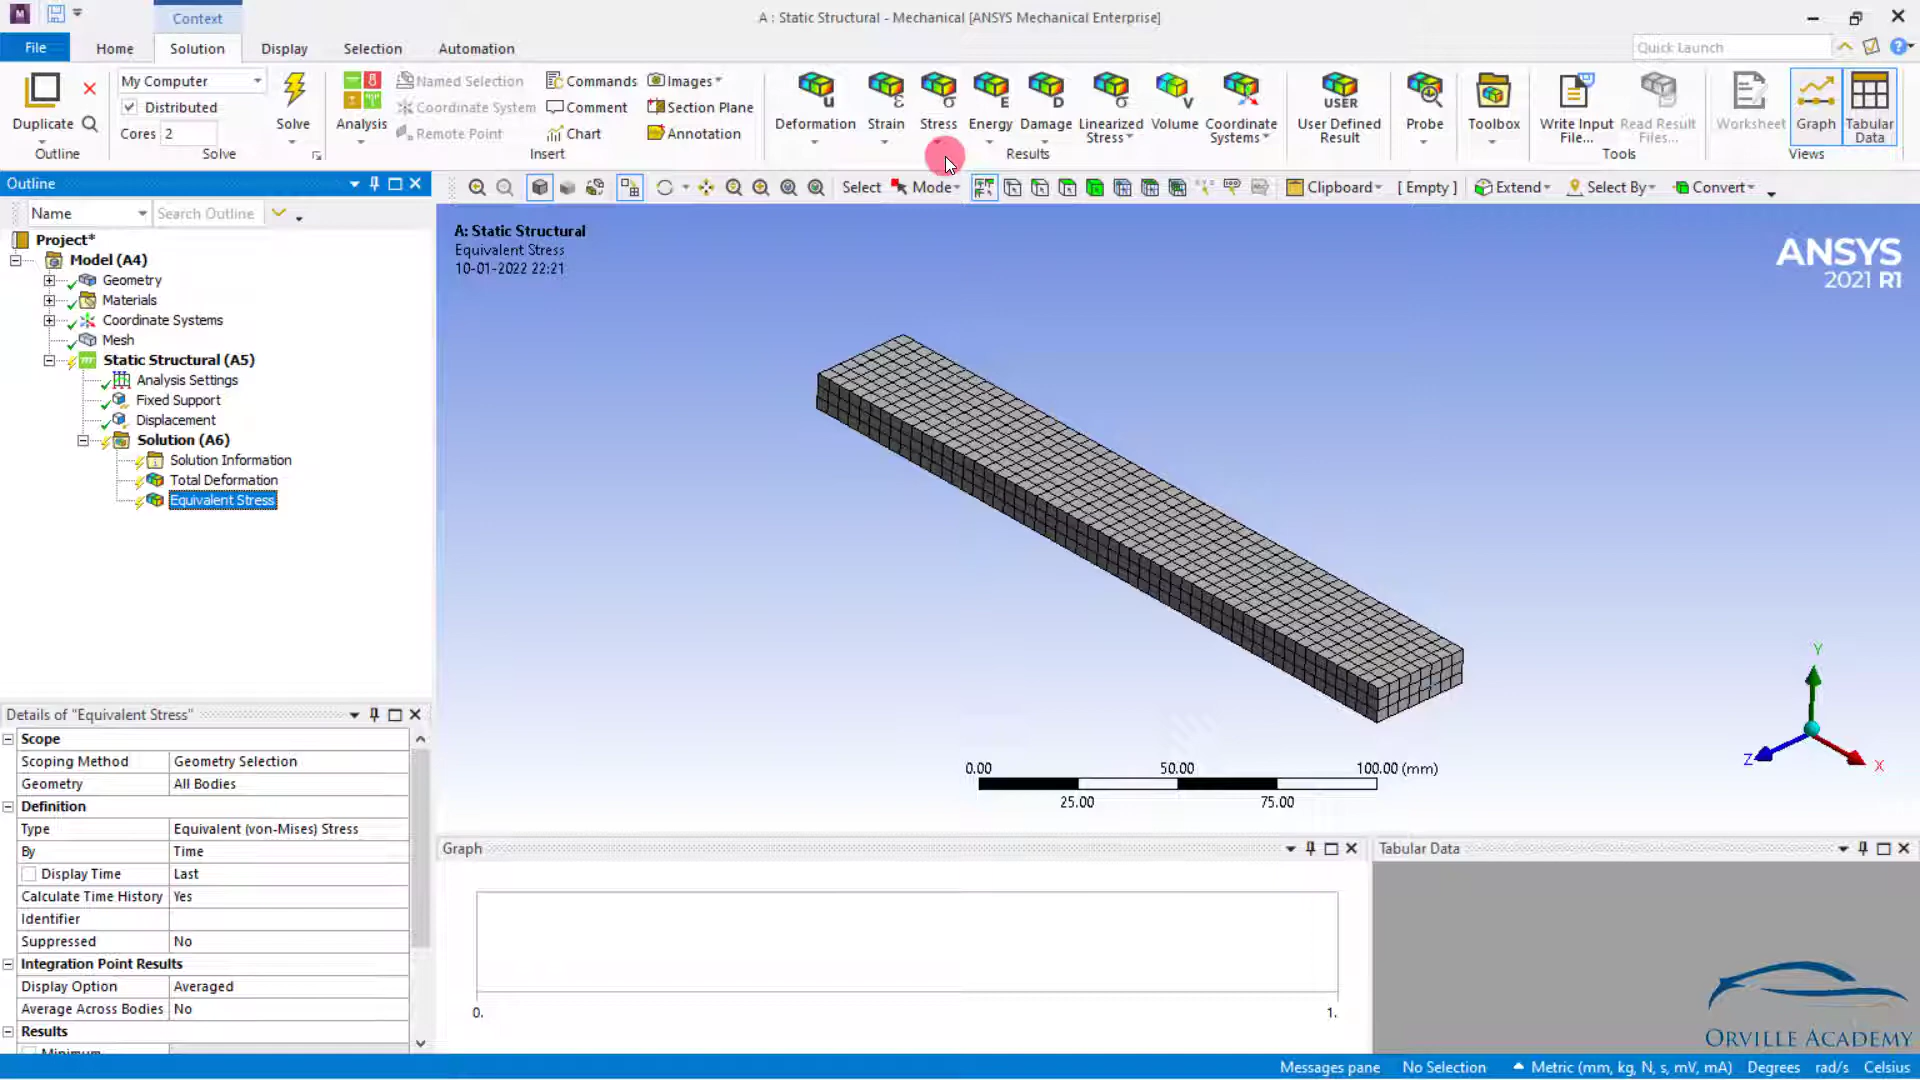 Context
A : Static Structural - Mechanical [ANSYS Mechanical Enterprise]
File
Home
Solution
Display
Selection
Automation
Quick Launch
Duplicate
Outline
My Computer
Distributed
Cores 2
Solve
Solve
Analysis
Named Selection
Coordinate System
Remote Point
Commands
Comment
Chart
Images
Section Plane
Annotation
Insert
Deformation
Strain
Stress
Energy
Damage
Linearized
Stress
Volume
Coordinate
Systems
Results
USER
User Defined
Result
Probe
Toolbox
Write Input
File...
Read Result
Files...
Tools
Worksheet
Graph
Tabular
Data
Views
Outline
Select
Mode
Clipboard
[ Empty ]
Extend
Select By
Convert
Name
Search Outline
Project*
Model (A4)
Geometry
Materials
Coordinate Systems
Mesh
Static Structural (A5)
Analysis Settings
Fixed Support
Displacement
Solution (A6)
Solution Information
Total Deformation
Equivalent Stress
A: Static Structural
Equivalent Stress
10-01-2022 22:21
ANSYS
2021 R1
Y
Z
X
0.00
50.00
100.00 (mm)
25.00
75.00
Details of "Equivalent Stress"
Scope
Scoping Method Geometry Selection
Geometry All Bodies
Definition
Type Equivalent (von-Mises) Stress
By Time
Display Time Last
Calculate Time History Yes
Identifier
Suppressed No
Integration Point Results
Display Option Averaged
Average Across Bodies No
Results
Minimum
Graph
0.
1.
Tabular Data
ORVILLE ACADEMY
Messages pane
No Selection
Metric (mm, kg, N, s, mV, mA)
Degrees
rad/s
Celsius